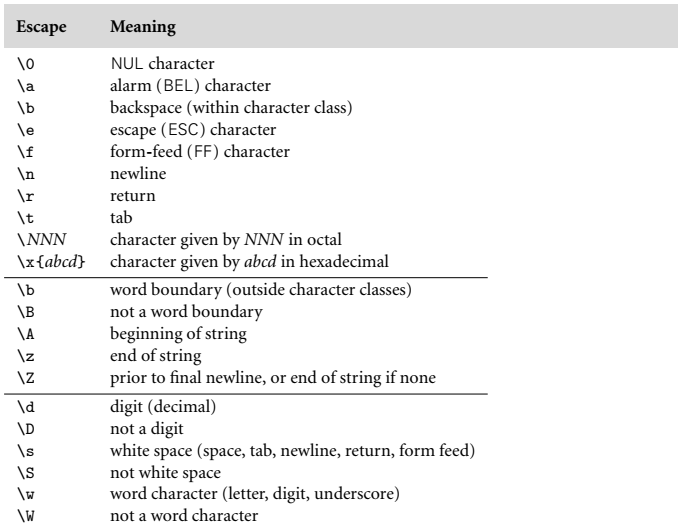 Escape Meaning
\0 NUL character
\a alarm (BEL) character
\b backspace (within character class)
\e escape (ESC) character
\f form-feed (FF) character
\n newline
\r return
\t tab
\NNN character given by NNN in octal
\x{abcd} character given by abcd in hexadecimal
\b word boundary (outside character classes)
\B not a word boundary
\A beginning of string
\z end of string
\Z prior to final newline, or end of string if none
\d digit (decimal)
\D not a digit
\s white space (space, tab, newline, return, form feed)
\S not white space
\w word character (letter, digit, underscore)
\W not a word character